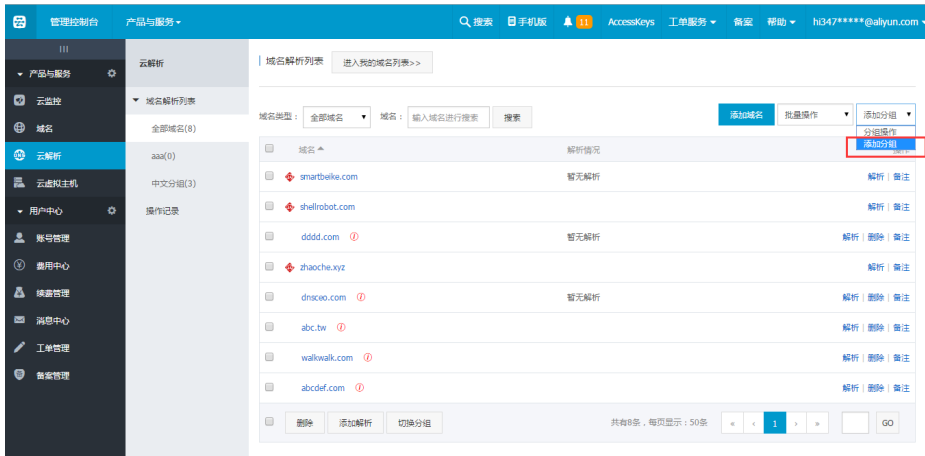 管理控制台 产品与服务 搜索 手机版 11 AccessKeys 工单服务 备案 帮助 hi347*****@aliyun.com
产品与服务
云监控
域名
云解析
云虚拟主机
用户中心
账号管理
费用中心
续费管理
消息中心
工单管理
备案管理
云解析
域名解析列表
全部域名(8)
aaa(0)
中文分组(3)
操作记录
域名解析列表 进入我的域名列表>>
域名类型： 全部域名 域名： 输入域名进行搜索 搜索 添加域名 批量操作 添加分组
分组操作
添加分组
域名 解析情况
smartbeike.com 暂无解析 解析 | 备注
shellrobot.com 解析 | 备注
dddd.com 暂无解析 解析 | 删除 | 备注
zhaoche.xyz 解析 | 备注
dnsceo.com 暂无解析 解析 | 删除 | 备注
abc.tw 解析 | 删除 | 备注
walkwalk.com 解析 | 删除 | 备注
abcdef.com 解析 | 删除 | 备注
删除 添加解析 切换分组 共有8条，每页显示：50条 « ‹ 1 › » GO